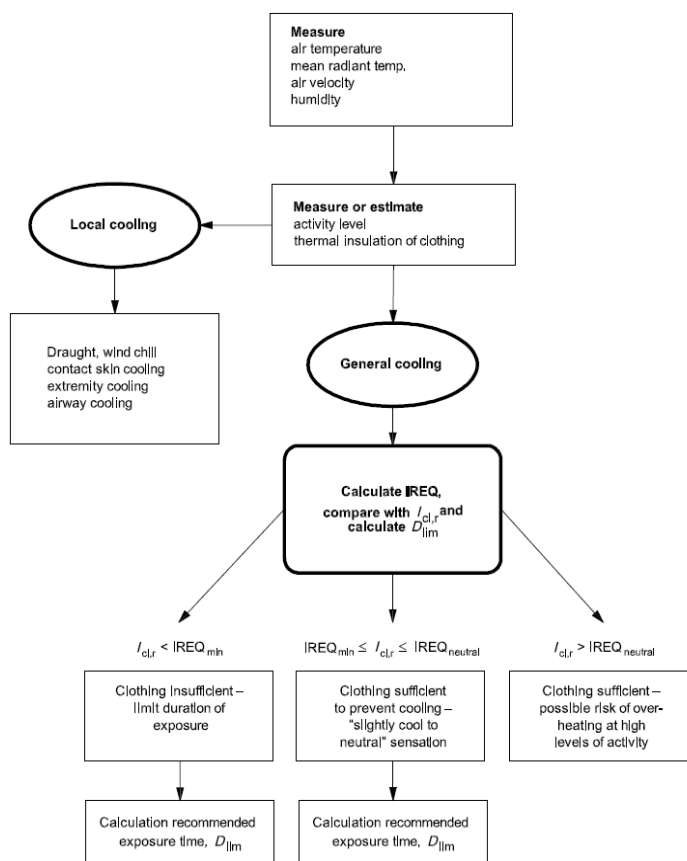 Measure
air temperature
mean radiant temp.
air velocity
humidity
Measure or estimate
activity level
thermal insulation of clothing
Local cooling
Draught, wind chill
contact skin cooling
extremity cooling
airway cooling
General cooling
Calculate IREQ,
compare with Icl,r and
calculate Dlim
Icl,r < IREQmin
IREQmin ≤ Icl,r ≤ IREQneutral
Icl,r > IREQneutral
Clothing insufficient –
limit duration of
exposure
Clothing sufficient
to prevent cooling –
"slightly cool to
neutral" sensation
Clothing sufficient –
possible risk of over-
heating at high
levels of activity
Calculation recommended
exposure time, Dlim
Calculation recommended
exposure time, Dlim